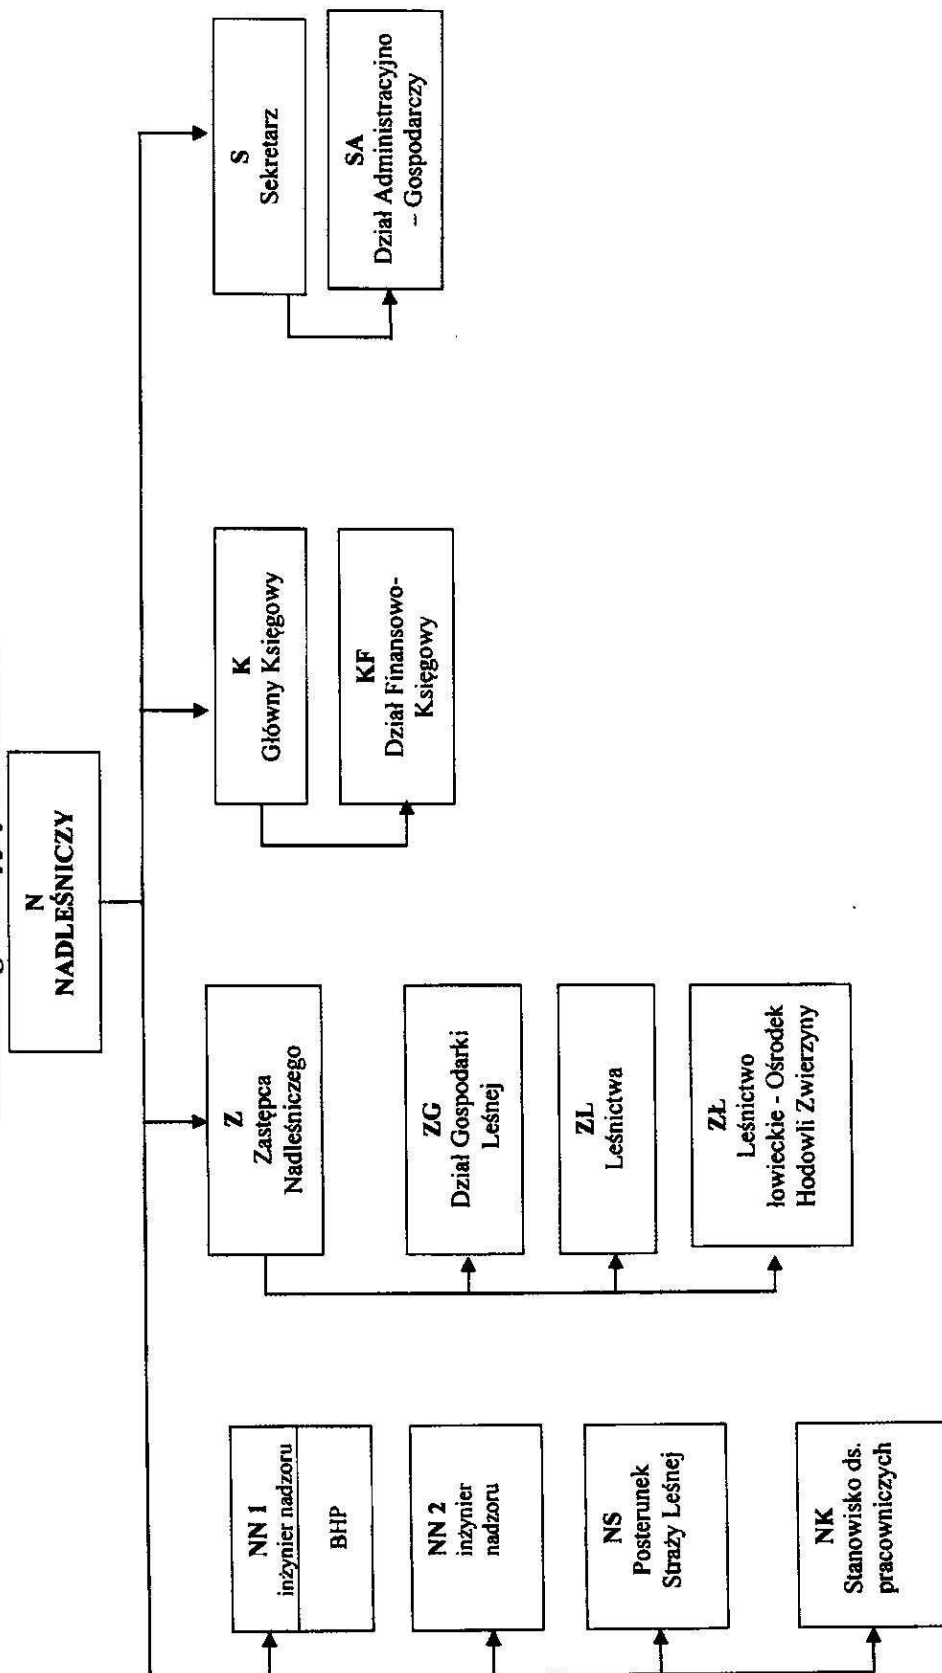 N
NADLEŚNICZY
NN 1
inżynier nadzoru
BHP
NN 2
inżynier
nadzoru
NS
Posterunek
Straży Leśnej
NK
Stanowisko ds.
pracowniczych
Z
Zastępca
Nadleśniczego
ZG
Dział Gospodarki
Leśnej
ZL
Leśnictwa
ZŁ
Leśnictwo
łowieckie - Ośrodek
Hodowli Zwierzyny
K
Główny Księgowy
KF
Dział Finansowo-
Księgowy
S
Sekretarz
SA
Dział Administracyjno
– Gospodarczy